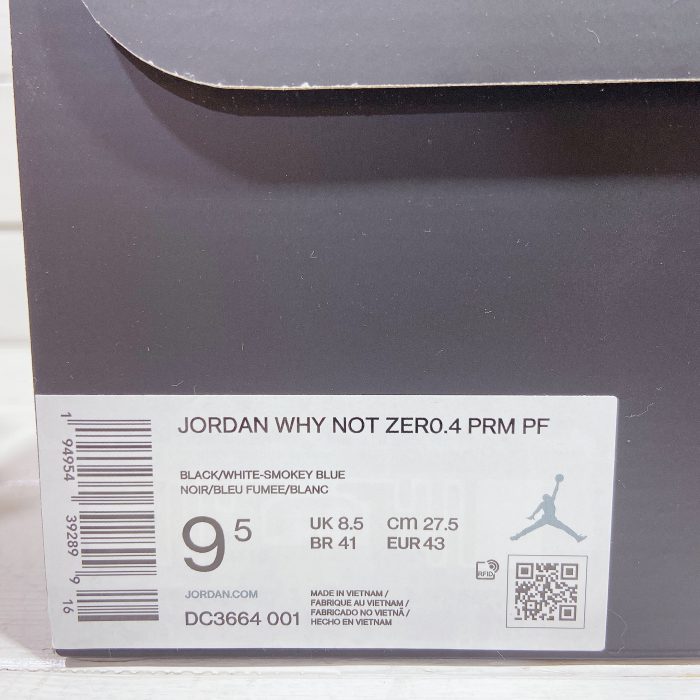 JORDAN WHY NOT ZER0.4 PRM PF
BLACK/WHITE-SMOKEY BLUE
NOIR/BLEU FUMEE/BLANC
9 5
UK 8.5 cm 27.5
BR 41 EUR 43
RFID
JORDAN.COM
DC3664 001
MADE IN VIETNAM /
FABRIQUE AU VIETNAM /
FABRICADO NO VIETNÃ /
HECHO EN VIETNAM
1 94954 39289 9 16